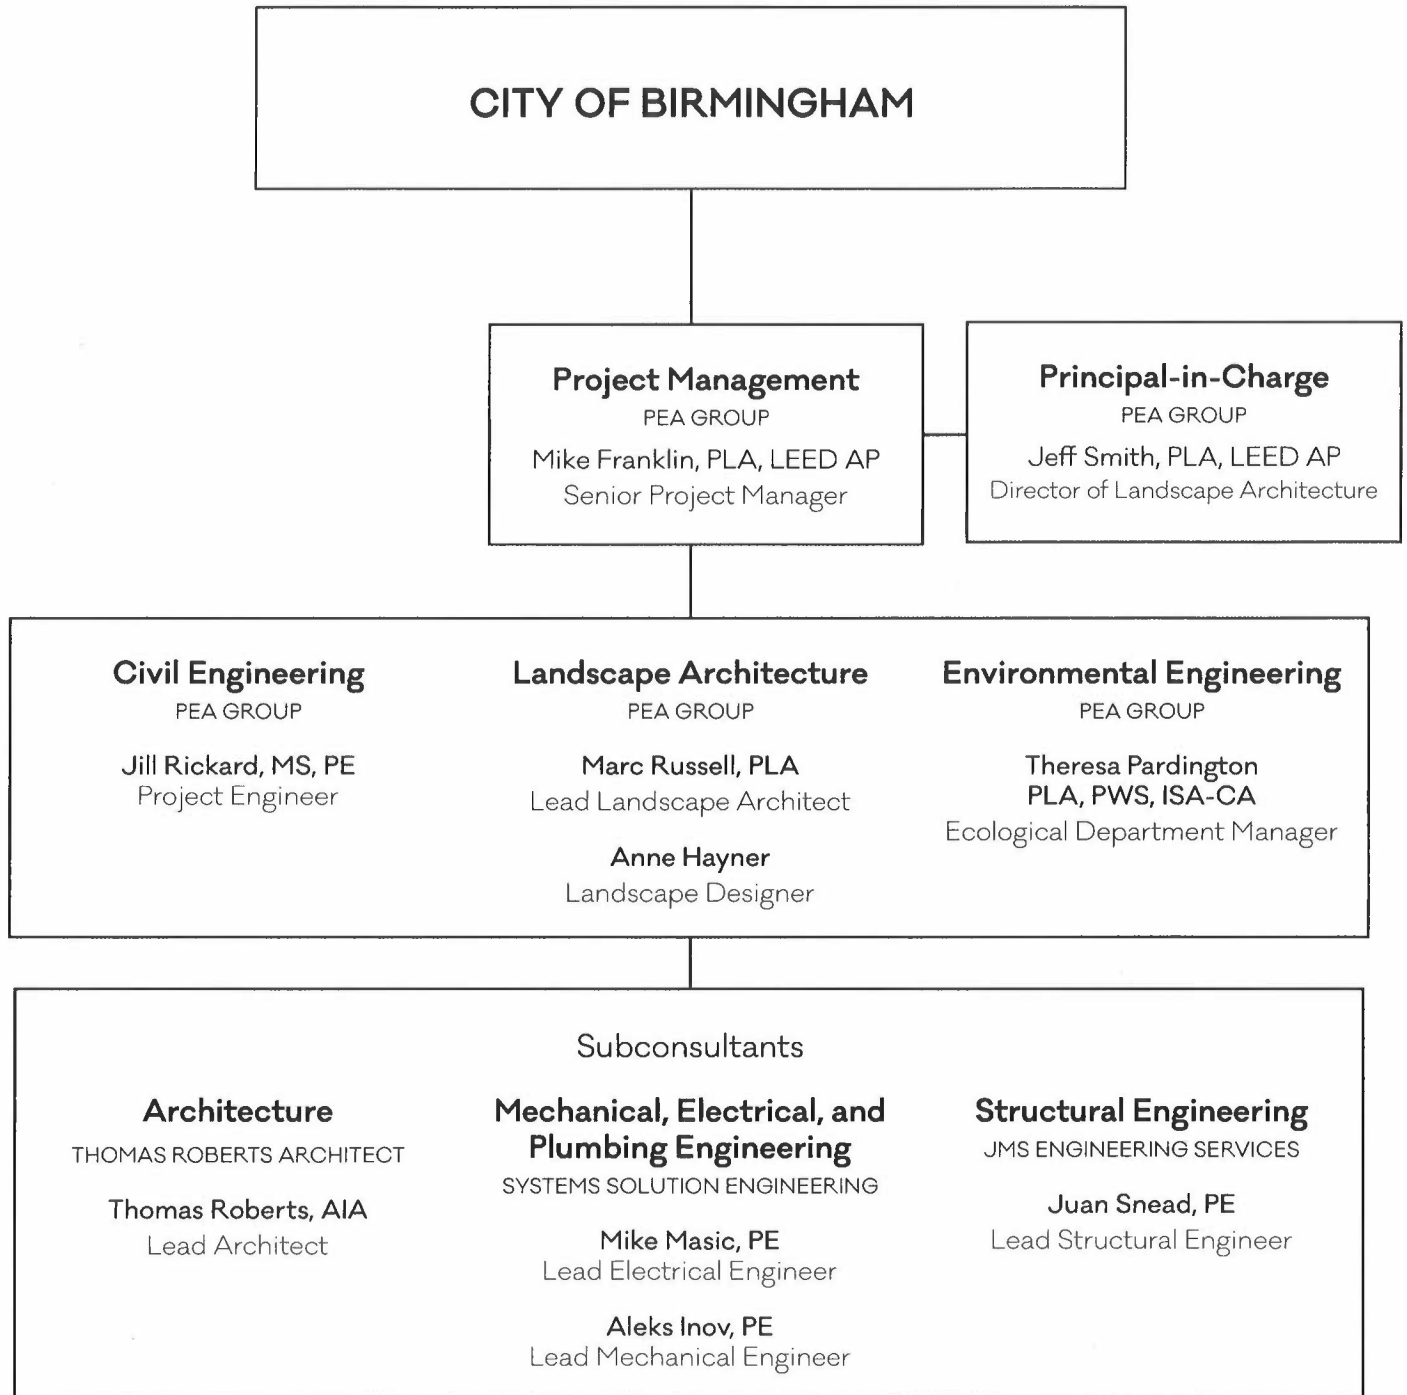 CITY OF BIRMINGHAM
Project Management
PEA GROUP
Mike Franklin, PLA, LEED AP
Senior Project Manager
Principal-in-Charge
PEA GROUP
Jeff Smith, PLA, LEED AP
Director of Landscape Architecture
Civil Engineering
PEA GROUP
Jill Rickard, MS, PE
Project Engineer
Landscape Architecture
PEA GROUP
Marc Russell, PLA
Lead Landscape Architect
Anne Hayner
Landscape Designer
Environmental Engineering
PEA GROUP
Theresa Pardington
PLA, PWS, ISA-CA
Ecological Department Manager
Subconsultants
Architecture
THOMAS ROBERTS ARCHITECT
Thomas Roberts, AIA
Lead Architect
Mechanical, Electrical, and
Plumbing Engineering
SYSTEMS SOLUTION ENGINEERING
Mike Masic, PE
Lead Electrical Engineer
Aleks Inov, PE
Lead Mechanical Engineer
Structural Engineering
JMS ENGINEERING SERVICES
Juan Snead, PE
Lead Structural Engineer